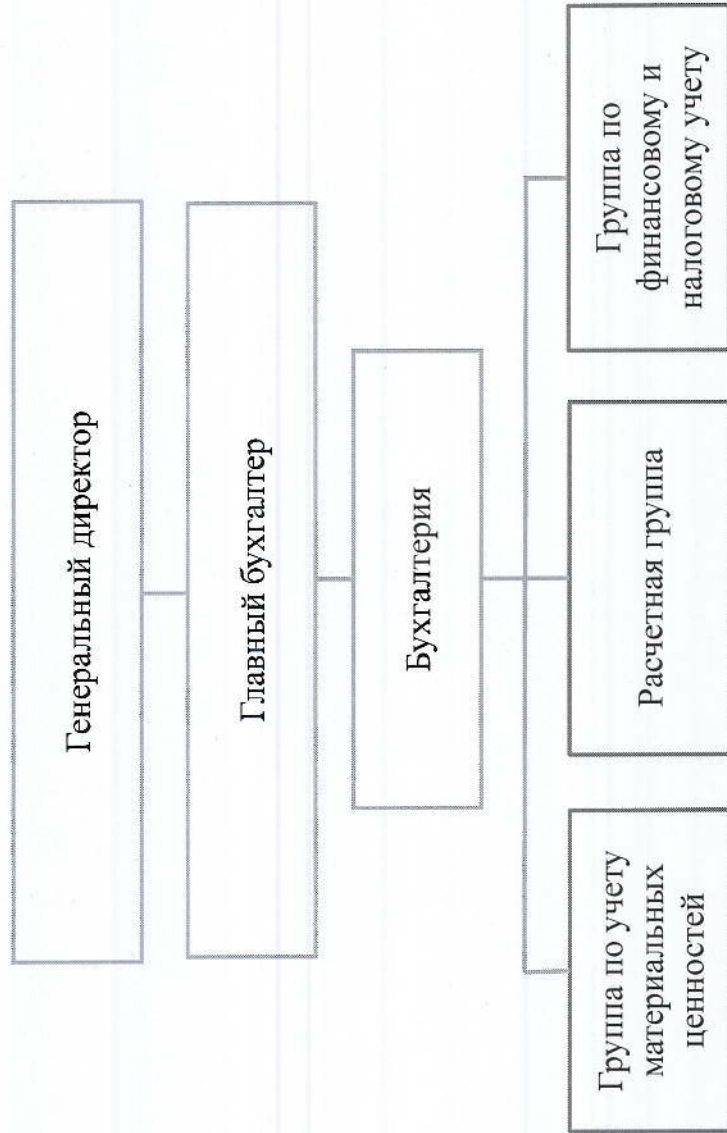 Генеральный директор
Главный бухгалтер
Бухгалтерия
Группа по учету
материальных
ценностей
Расчетная группа
Группа по
финансовому и
налоговому учету